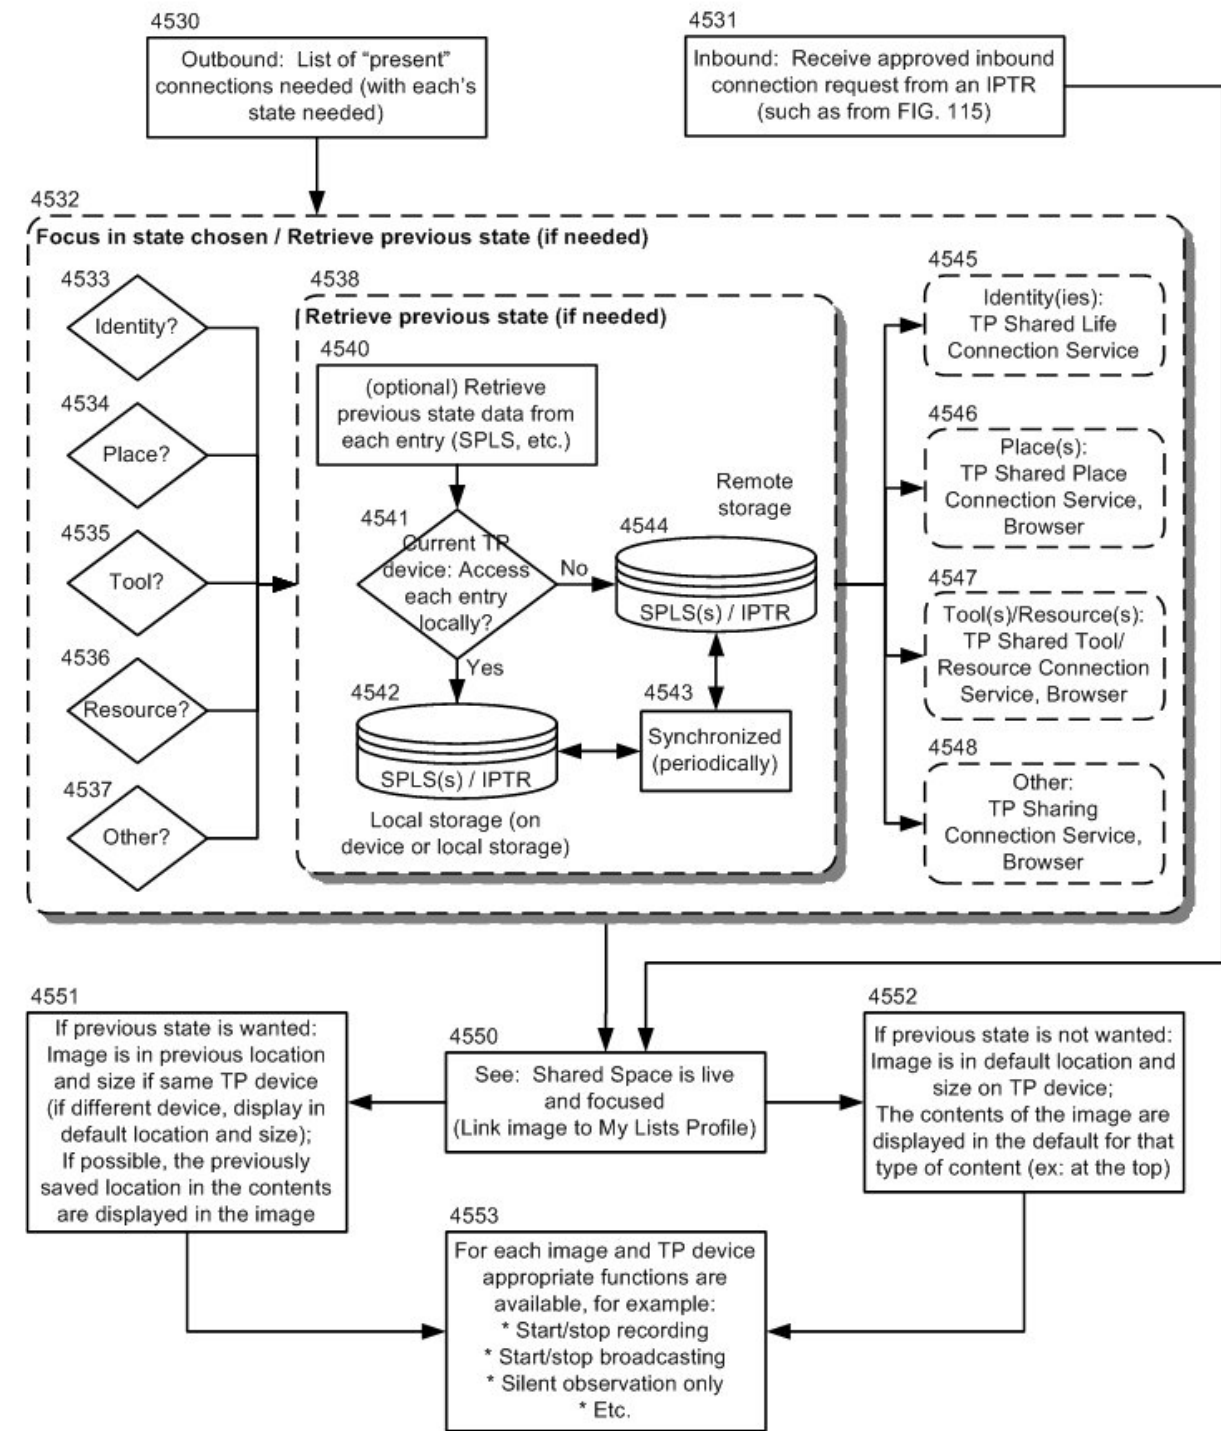 4530
Outbound: List of “present”
connections needed (with each's
state needed)
4531
Inbound: Receive approved inbound
connection request from an IPTR
(such as from FIG. 115)
4532
Focus in state chosen / Retrieve previous state (if needed)
4533
Identity?
4534
Place?
4535
Tool?
4536
Resource?
4537
Other?
4538
Retrieve previous state (if needed)
4540
(optional) Retrieve
previous state data from
each entry (SPLS, etc.)
4541
Current TP
device: Access
each entry
locally?
No
Yes
Remote
storage
4544
SPLS(s) / IPTR
4542
SPLS(s) / IPTR
Local storage (on
device or local storage)
4543
Synchronized
(periodically)
4545
Identity(ies):
TP Shared Life
Connection Service
4546
Place(s):
TP Shared Place
Connection Service,
Browser
4547
Tool(s)/Resource(s):
TP Shared Tool/
Resource Connection
Service, Browser
4548
Other:
TP Sharing
Connection Service,
Browser
4551
If previous state is wanted:
Image is in previous location
and size if same TP device
(if different device, display in
default location and size);
If possible, the previously
saved location in the contents
are displayed in the image
4550
See: Shared Space is live
and focused
(Link image to My Lists Profile)
4552
If previous state is not wanted:
Image is in default location and
size on TP device;
The contents of the image are
displayed in the default for that
type of content (ex: at the top)
4553
For each image and TP device
appropriate functions are
available, for example:
* Start/stop recording
* Start/stop broadcasting
* Silent observation only
* Etc.